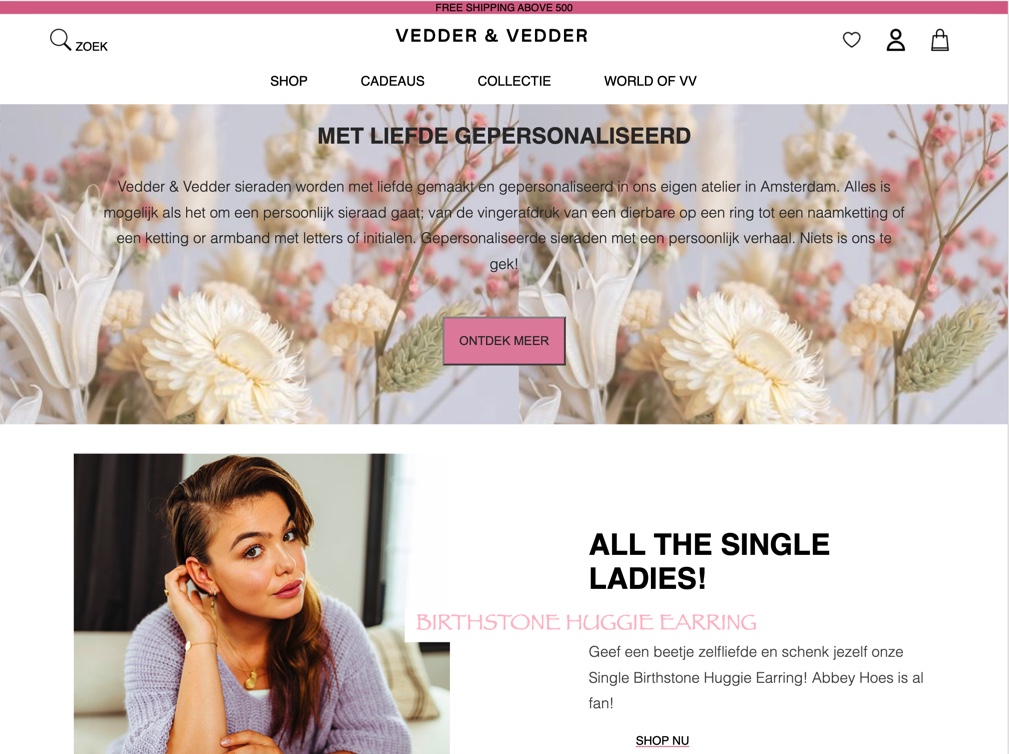 FREE SHIPPING ABOVE 500
ZOEK
VEDDER & VEDDER
SHOP CADEAUS COLLECTIE WORLD OF VV
MET LIEFDE GEPERSONALISEERD
Vedder & Vedder sieraden worden met liefde gemaakt en gepersonaliseerd in ons eigen atelier in Amsterdam. Alles is
mogelijk als het om een persoonlijk sieraad gaat; van de vingerafdruk van een dierbare op een ring tot een naamketting of
een ketting or armband met letters of initialen. Gepersonaliseerde sieraden met een persoonlijk verhaal. Niets is ons te
gek!
ONTDEK MEER
ALL THE SINGLE
LADIES!
BIRTHSTONE HUGGIE EARRING
Geef een beetje zelfliefde en schenk jezelf onze
Single Birthstone Huggie Earring! Abbey Hoes is al
fan!
SHOP NU